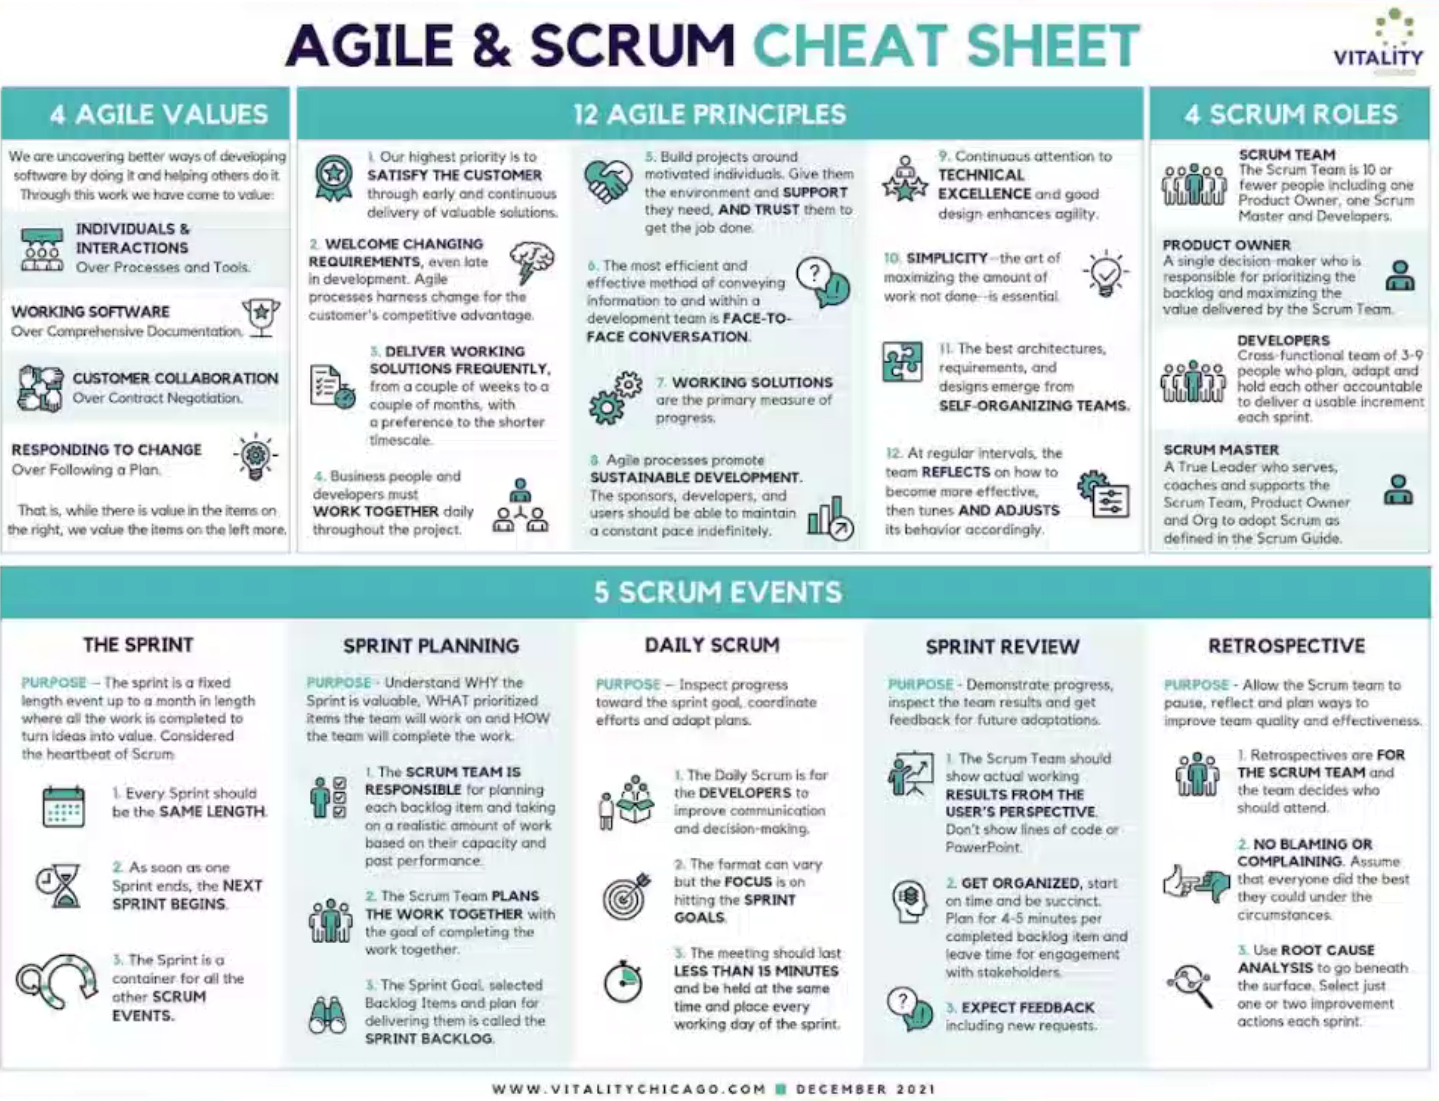 AGILE & SCRUM CHEAT SHEET
VITALITY
4 AGILE VALUES
We are uncovering better ways of developing
software by doing it and helping others do it.
Through this work we have come to value:
INDIVIDUALS &
INTERACTIONS
Over Processes and Tools.
WORKING SOFTWARE
Over Comprehensive Documentation.
CUSTOMER COLLABORATION
Over Contract Negotiation.
RESPONDING TO CHANGE
Over Following a Plan.
That is, while there is value in the items on
the right, we value the items on the left more.
12 AGILE PRINCIPLES
1. Our highest priority is to
SATISFY THE CUSTOMER
through early and continuous
delivery of valuable solutions.
2. WELCOME CHANGING
REQUIREMENTS, even late
in development. Agile
processes harness change for the
customer's competitive advantage.
3. DELIVER WORKING
SOLUTIONS FREQUENTLY,
from a couple of weeks to a
couple of months, with
a preference to the shorter
timescale.
4. Business people and
developers must
WORK TOGETHER daily
throughout the project.
5. Build projects around
motivated individuals. Give them
the environment and SUPPORT
they need, AND TRUST them to
get the job done.
6. The most efficient and
effective method of conveying
information to and within a
development team is FACE-TO-
FACE CONVERSATION.
7. WORKING SOLUTIONS
are the primary measure of
progress.
8. Agile processes promote
SUSTAINABLE DEVELOPMENT.
The sponsors, developers, and
users should be able to maintain
a constant pace indefinitely.
9. Continuous attention to
TECHNICAL
EXCELLENCE and good
design enhances agility.
10. SIMPLICITY--the art of
maximizing the amount of
work not done--is essential.
11. The best architectures,
requirements, and
designs emerge from
SELF-ORGANIZING TEAMS.
12. At regular intervals, the
team REFLECTS on how to
become more effective,
then tunes AND ADJUSTS
its behavior accordingly.
4 SCRUM ROLES
SCRUM TEAM
The Scrum Team is 10 or
fewer people including one
Product Owner, one Scrum
Master and Developers.
PRODUCT OWNER
A single decision-maker who is
responsible for prioritizing the
backlog and maximizing the
value delivered by the Scrum Team.
DEVELOPERS
Cross-functional team of 3-9
people who plan, adapt and
hold each other accountable
to deliver a usable increment
each sprint.
SCRUM MASTER
A True Leader who serves,
coaches and supports the
Scrum Team, Product Owner
and Org to adopt Scrum as
defined in the Scrum Guide.
5 SCRUM EVENTS
THE SPRINT
PURPOSE – The sprint is a fixed
length event up to a month in length
where all the work is completed to
turn ideas into value. Considered
the heartbeat of Scrum
1. Every Sprint should
be the SAME LENGTH.
2. As soon as one
Sprint ends, the NEXT
SPRINT BEGINS.
3. The Sprint is a
container for all the
other SCRUM
EVENTS.
SPRINT PLANNING
PURPOSE - Understand WHY the
Sprint is valuable, WHAT prioritized
items the team will work on and HOW
the team will complete the work.
1. The SCRUM TEAM IS
RESPONSIBLE for planning
each backlog item and taking
on a realistic amount of work
based on their capacity and
past performance.
2. The Scrum Team PLANS
THE WORK TOGETHER with
the goal of completing the
work together.
3. The Sprint Goal, selected
Backlog Items and plan for
delivering them is called the
SPRINT BACKLOG.
DAILY SCRUM
PURPOSE – Inspect progress
toward the sprint goal, coordinate
efforts and adapt plans.
1. The Daily Scrum is for
the DEVELOPERS to
improve communication
and decision-making.
2. The format can vary
but the FOCUS is on
hitting the SPRINT
GOALS.
3. The meeting should last
LESS THAN 15 MINUTES
and be held at the same
time and place every
working day of the sprint.
SPRINT REVIEW
PURPOSE - Demonstrate progress,
inspect the team results and get
feedback for future adaptations.
1. The Scrum Team should
show actual working
RESULTS FROM THE
USER'S PERSPECTIVE.
Don't show lines of code or
PowerPoint.
2. GET ORGANIZED, start
on time and be succinct.
Plan for 4-5 minutes per
completed backlog item and
leave time for engagement
with stakeholders.
3. EXPECT FEEDBACK
including new requests.
RETROSPECTIVE
PURPOSE - Allow the Scrum team to
pause, reflect and plan ways to
improve team quality and effectiveness.
1. Retrospectives are FOR
THE SCRUM TEAM and
the team decides who
should attend.
2. NO BLAMING OR
COMPLAINING. Assume
that everyone did the best
they could under the
circumstances.
3. Use ROOT CAUSE
ANALYSIS to go beneath
the surface. Select just
one or two improvement
actions each sprint.
WWW.VITALITYCHICAGO.COM DECEMBER 2021